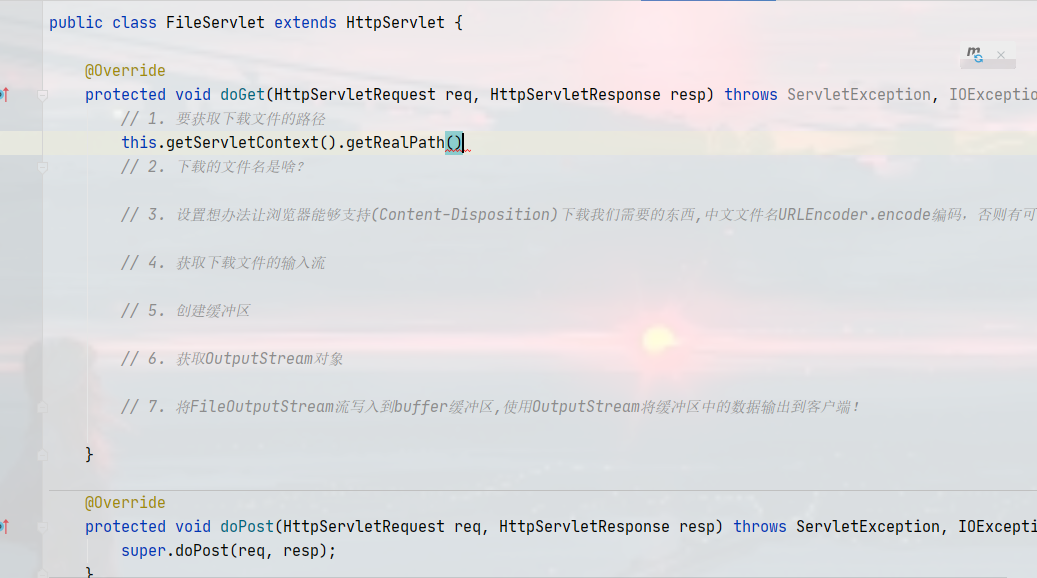 public class FileServlet extends HttpServlet {
@Override
protected void doGet(HttpServletRequest req, HttpServletResponse resp) throws ServletException, IOExceptio
// 1. 要获取下载文件的路径
this.getServletContext().getRealPath()
// 2. 下载的文件名是啥?
// 3. 设置想办法让浏览器能够支持(Content-Disposition)下载我们需要的东西,中文文件名URLEncoder.encode编码，否则有可
// 4. 获取下载文件的输入流
// 5. 创建缓冲区
// 6. 获取OutputStream对象
// 7. 将FileOutputStream流写入到buffer缓冲区,使用OutputStream将缓冲区中的数据输出到客户端!
}
@Override
protected void doPost(HttpServletRequest req, HttpServletResponse resp) throws ServletException, IOExcepti
super.doPost(req, resp);
}